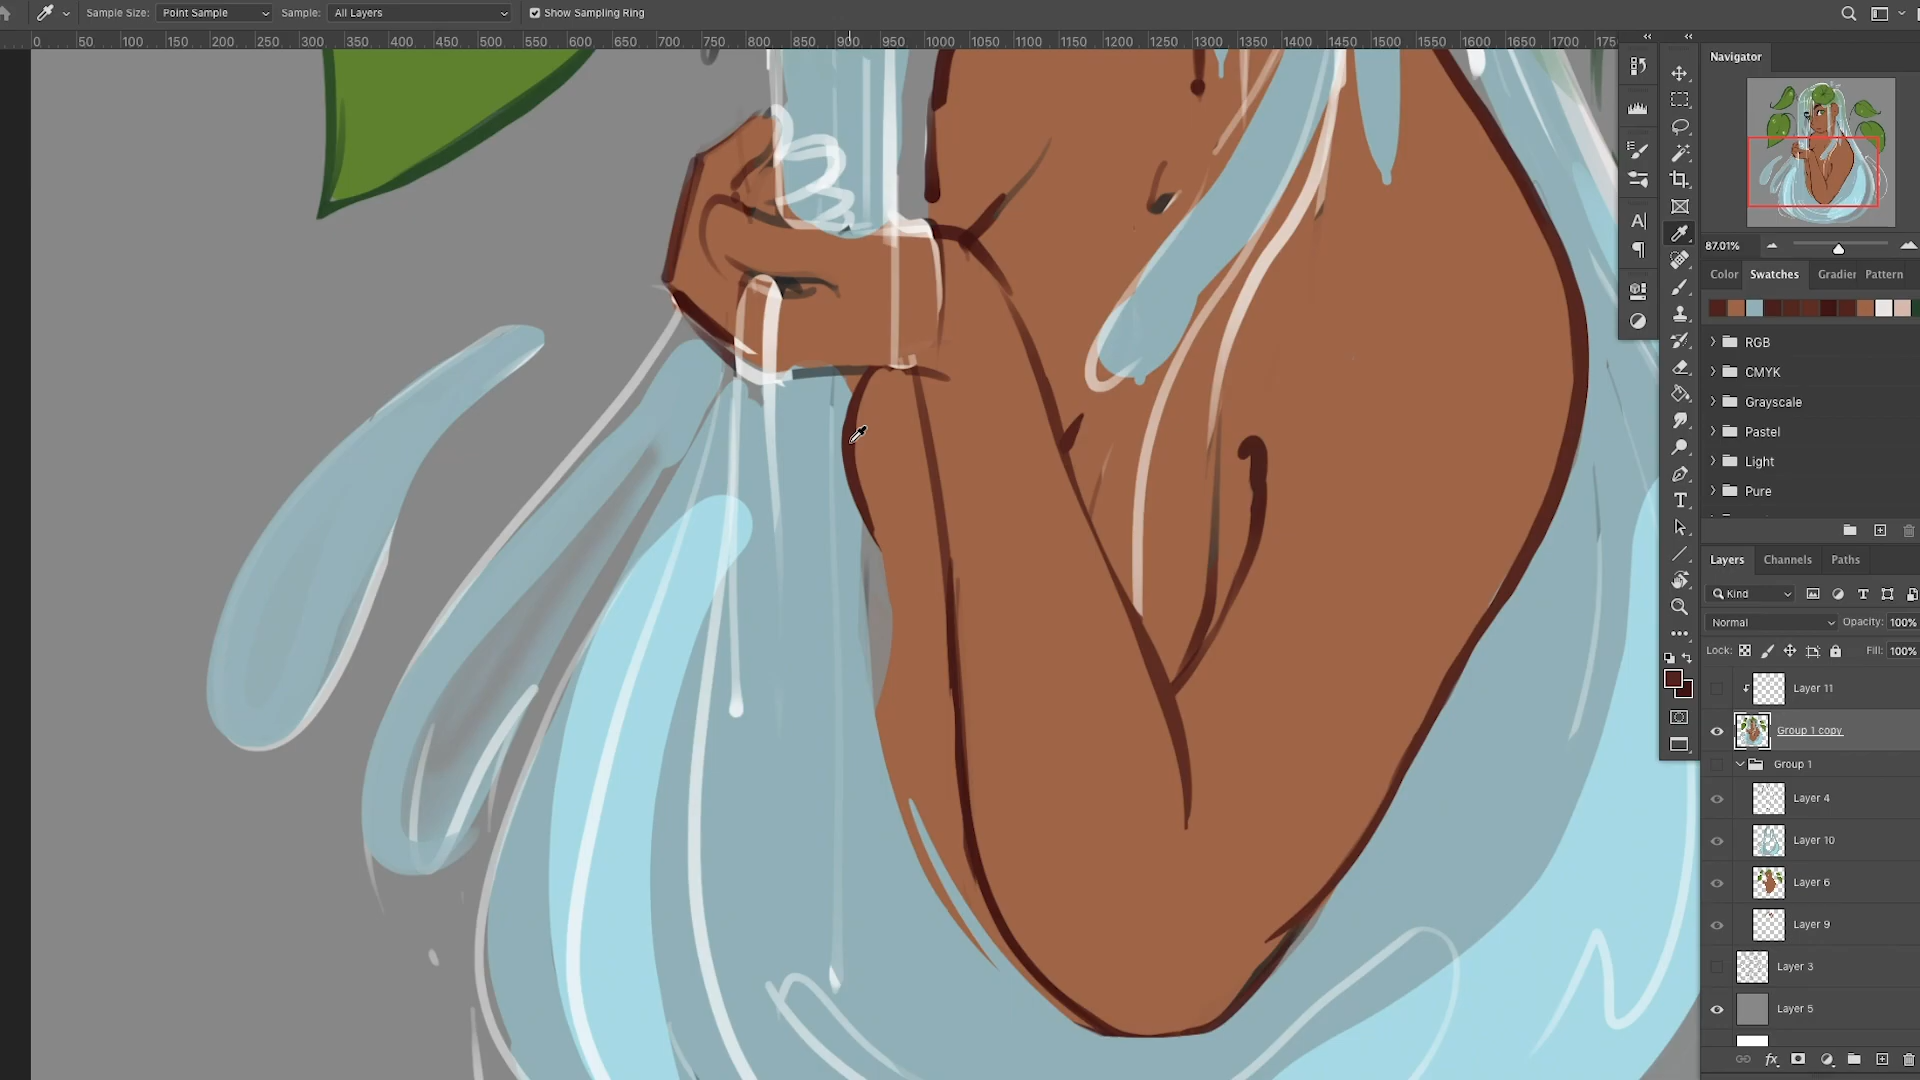 Sample Size: Point Sample Sample: All Layers Show Sampling Ring
0 50 100 150 200 250 300 350 400 450 500 550 600 650 700 750 800 850 900 950 1000 1050 1100 1150 1200 1250 1300 1350 1400 1450 1500 1550 1600 1650 1700 175
Navigator
87.01%
Color Swatches Gradier Pattern
RGB
CMYK
Grayscale
Pastel
Light
Pure
Layers Channels Paths
Kind
Normal Opacity: 100%
Lock: Fill: 100%
Layer 11
Group 1 copy
Group 1
Layer 4
Layer 10
Layer 6
Layer 9
Layer 3
Layer 5